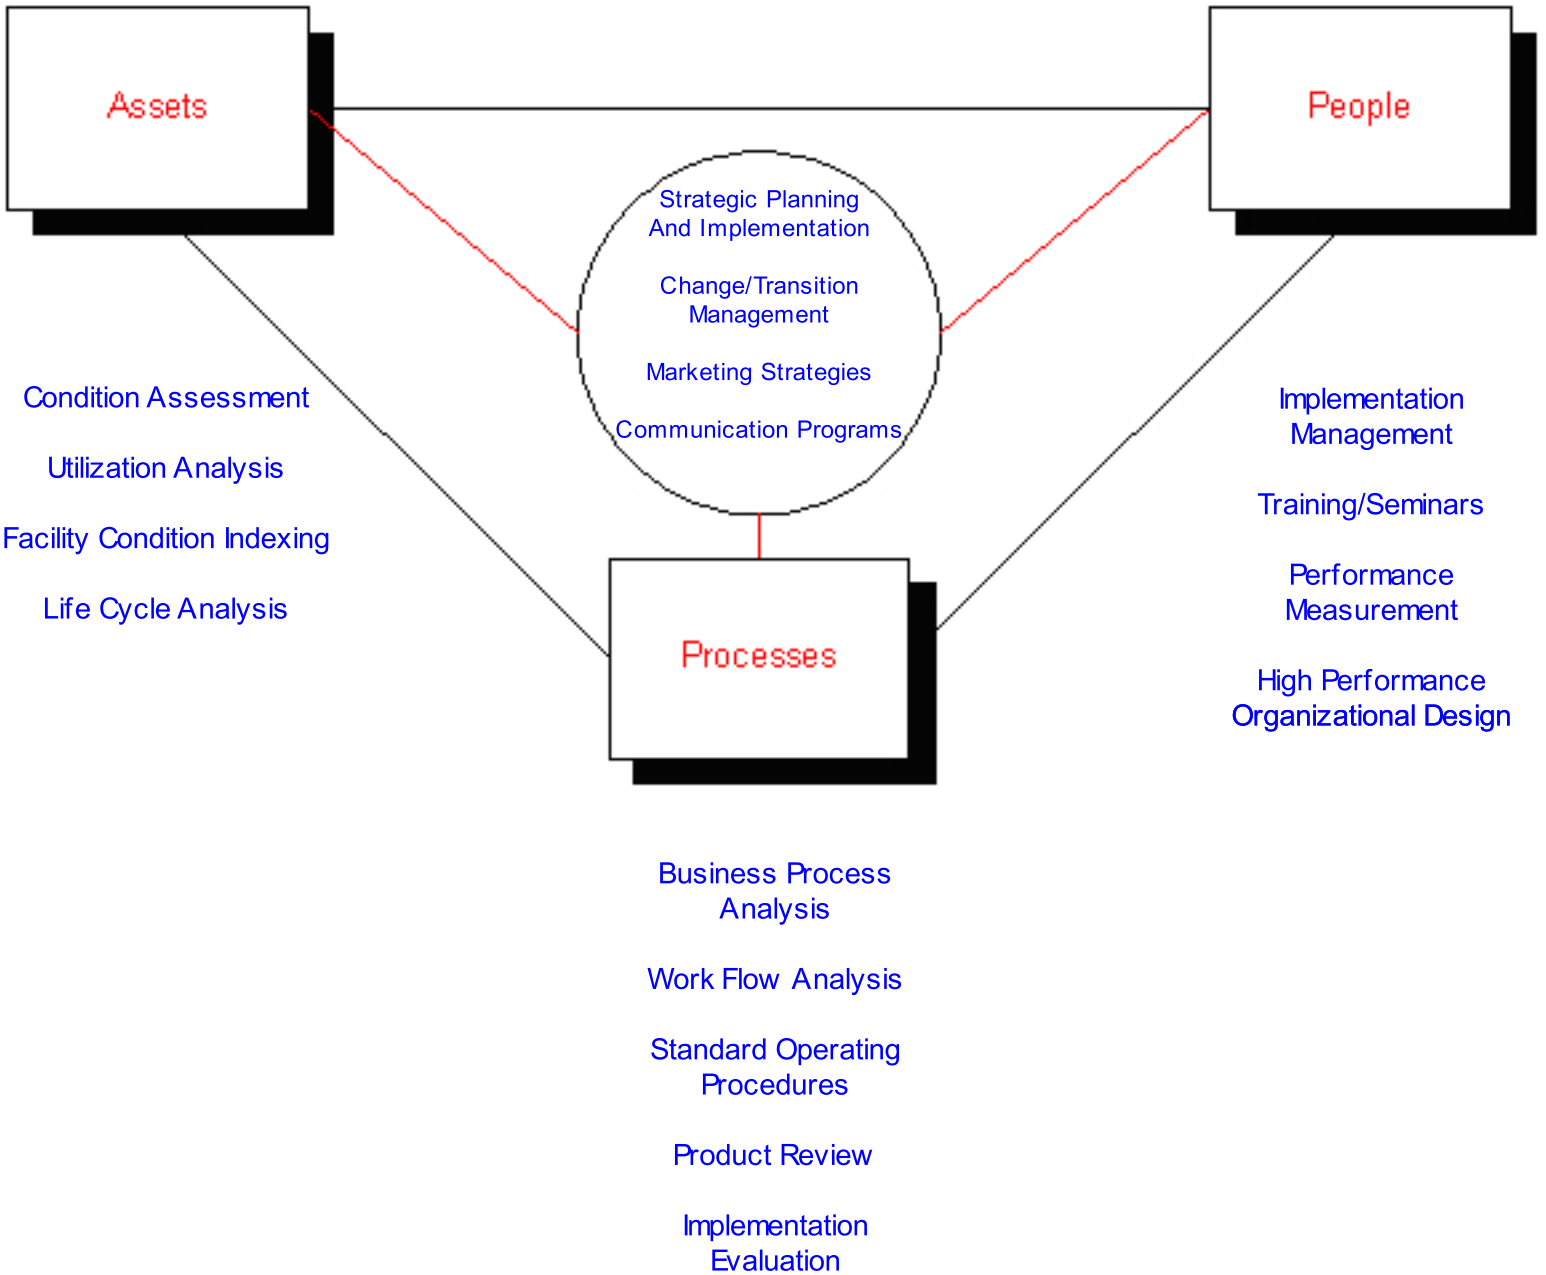 Assets
People
Strategic Planning
And Implementation
Change/Transition
Management
Marketing Strategies
Communication Programs
Condition Assessment
Utilization Analysis
Facility Condition Indexing
Life Cycle Analysis
Implementation
Management
Training/Seminars
Performance
Measurement
High Performance
Organizational Design
Processes
Business Process
Analysis
Work Flow Analysis
Standard Operating
Procedures
Product Review
Implementation
Evaluation